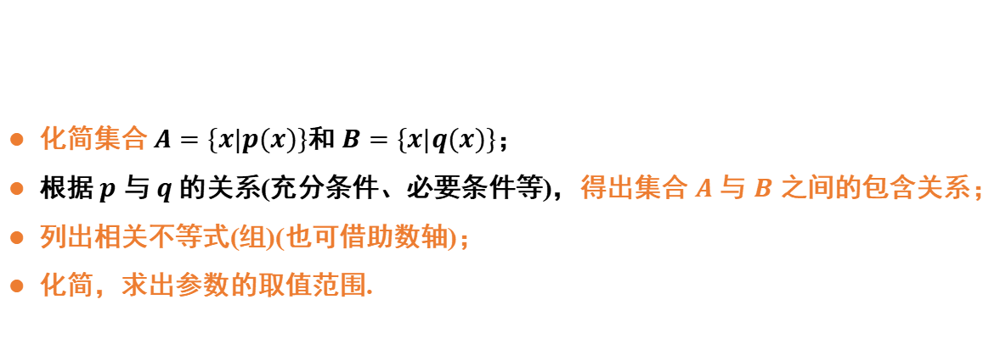 ● 化简集合 A = {x|p(x)}和 B = {x|q(x)}；
● 根据 p 与 q 的关系(充分条件、必要条件等)，得出集合 A 与 B 之间的包含关系；
● 列出相关不等式(组)(也可借助数轴)；
● 化简，求出参数的取值范围.